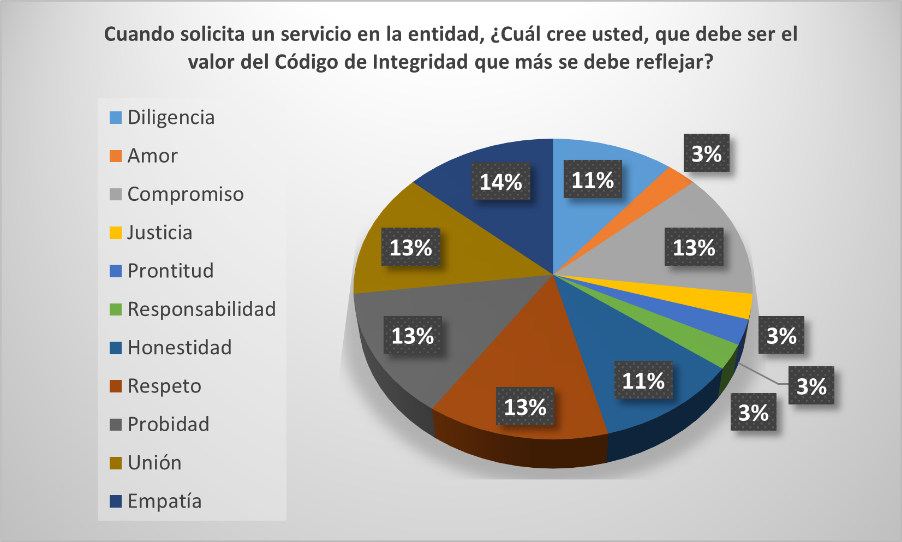 Cuando solicita un servicio en la entidad, ¿Cuál cree usted, que debe ser el
valor del Código de Integridad que más se debe reflejar?
Diligencia
Amor
Compromiso
Justicia
Prontitud
Responsabilidad
Honestidad
Respeto
Probidad
Unión
Empatía
11%
3%
13%
3%
3%
3%
11%
13%
13%
13%
14%